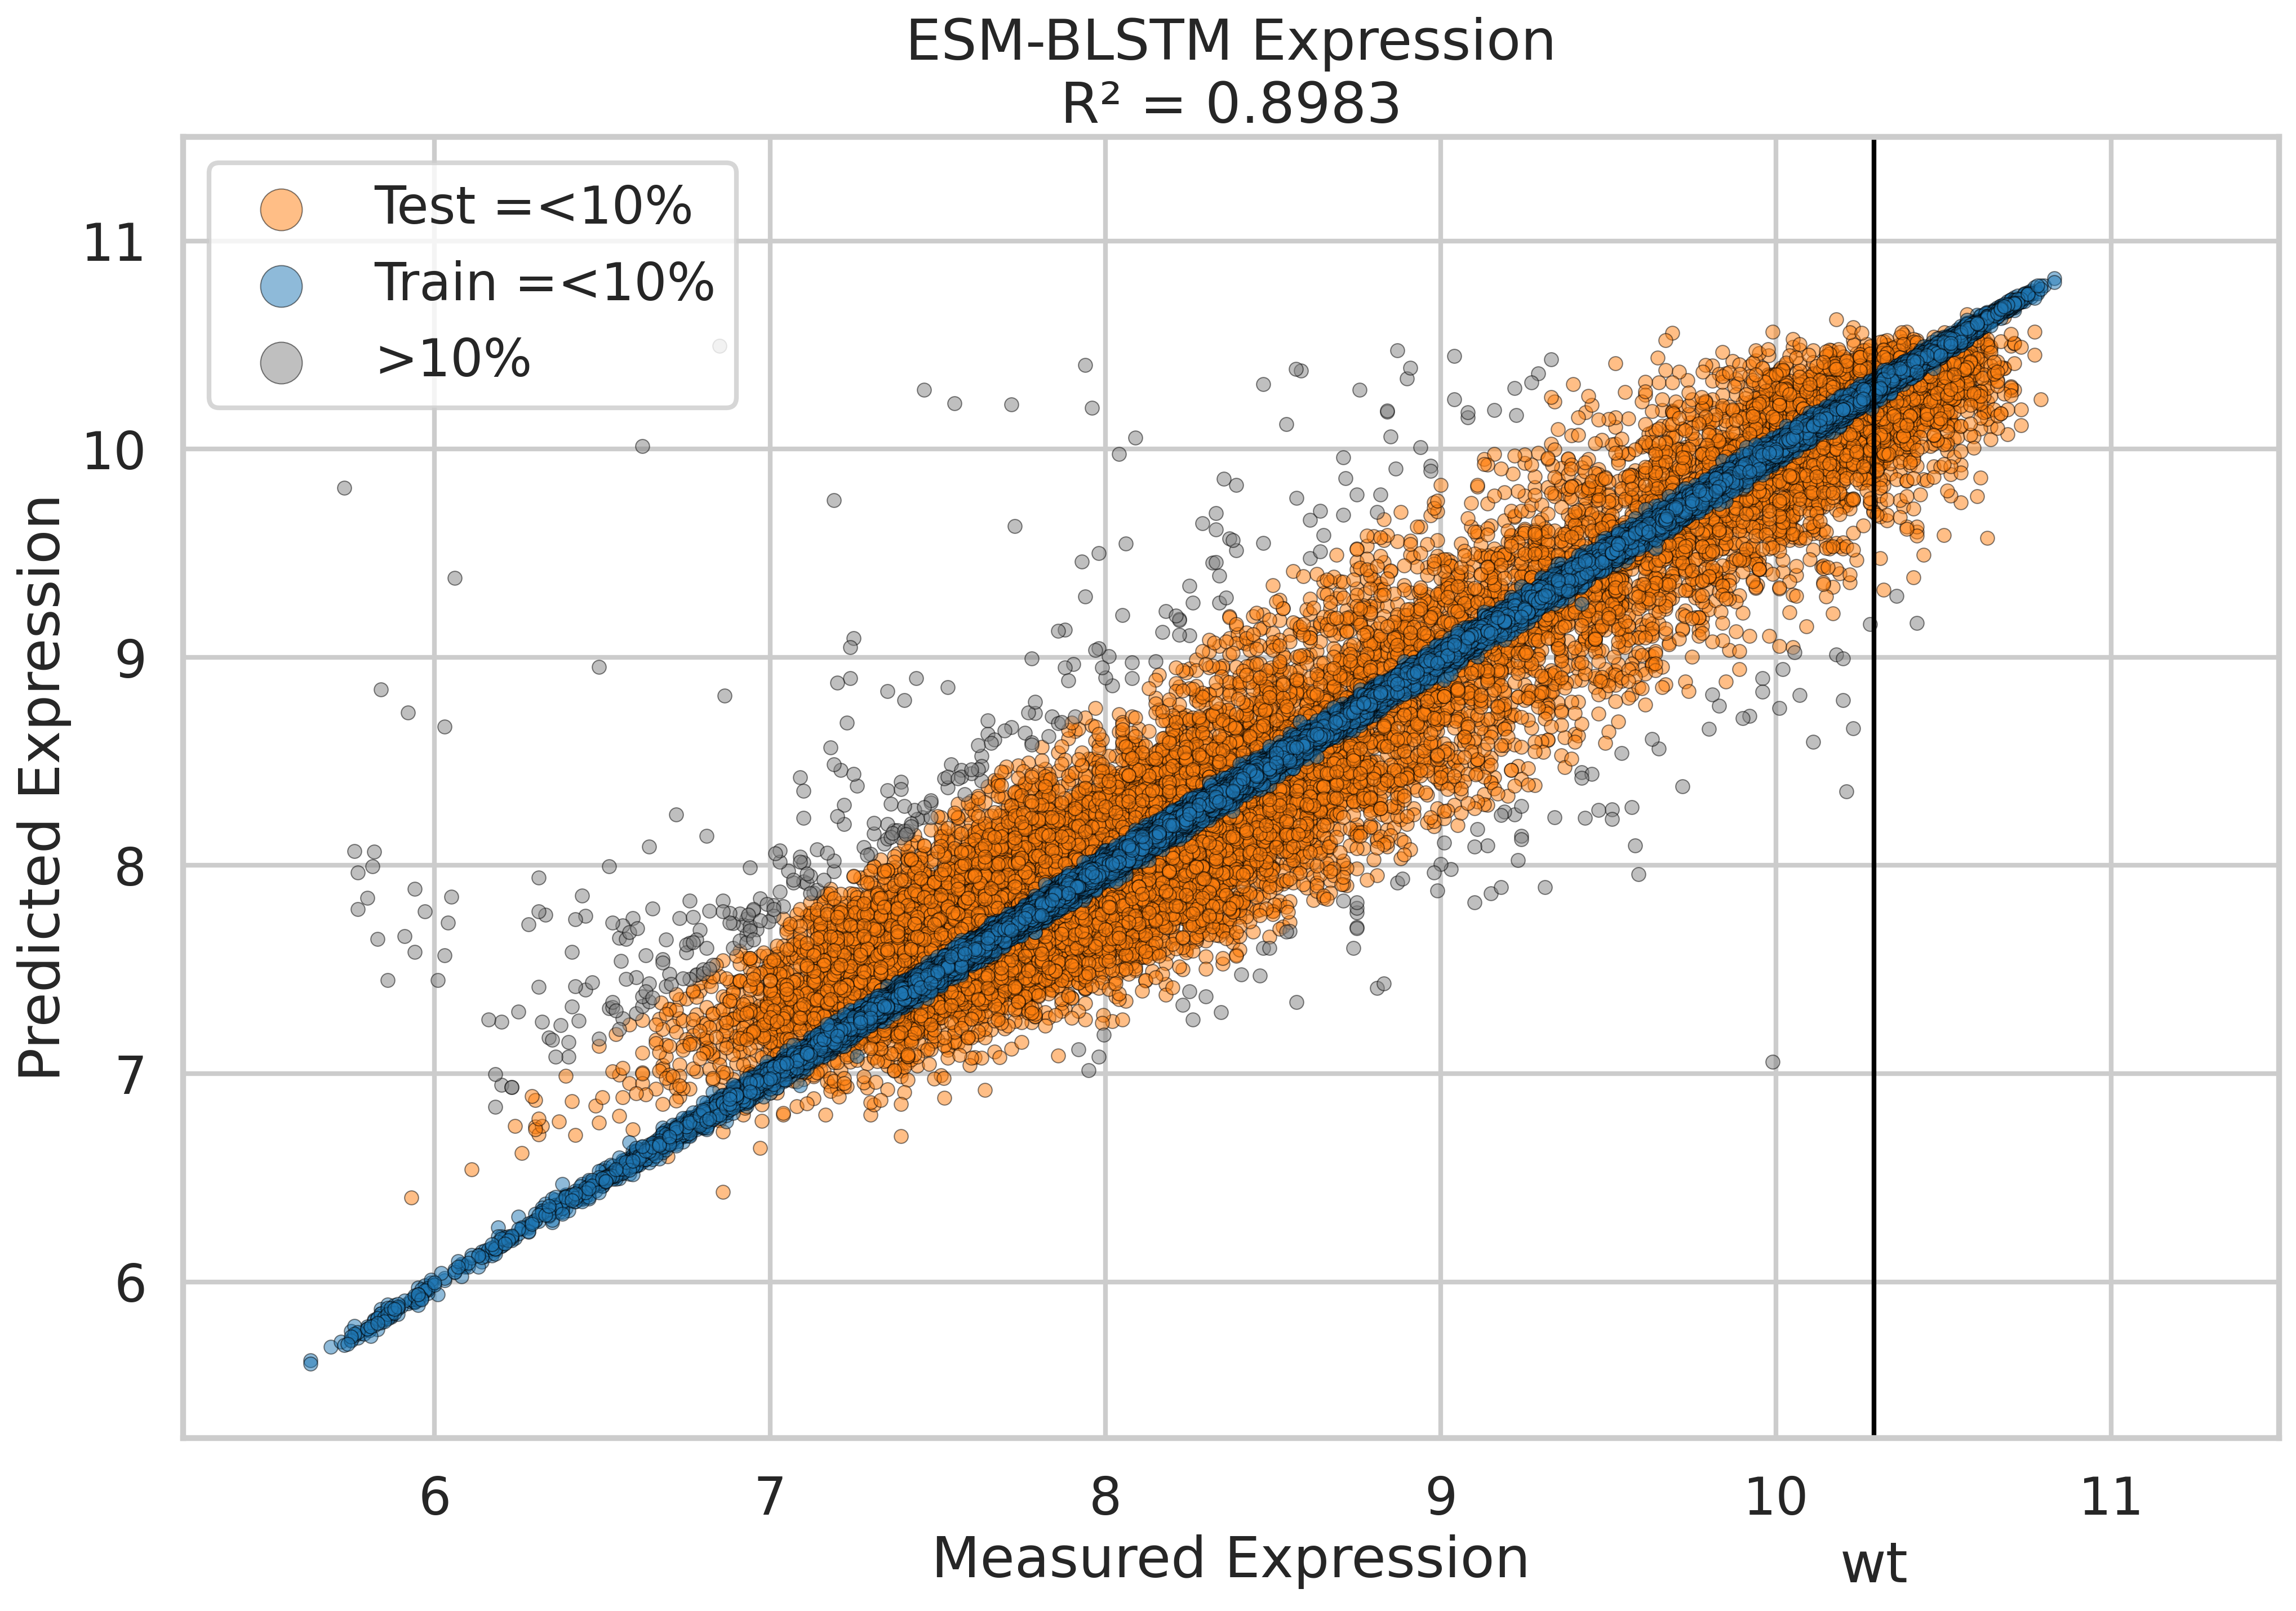 ESM-BLSTM Expression
R² = 0.8983
Test =<10%
Train =<10%
>10%
11
10
9
8
7
6
Predicted Expression
6 7 8 9 10 11
Measured Expression
wt